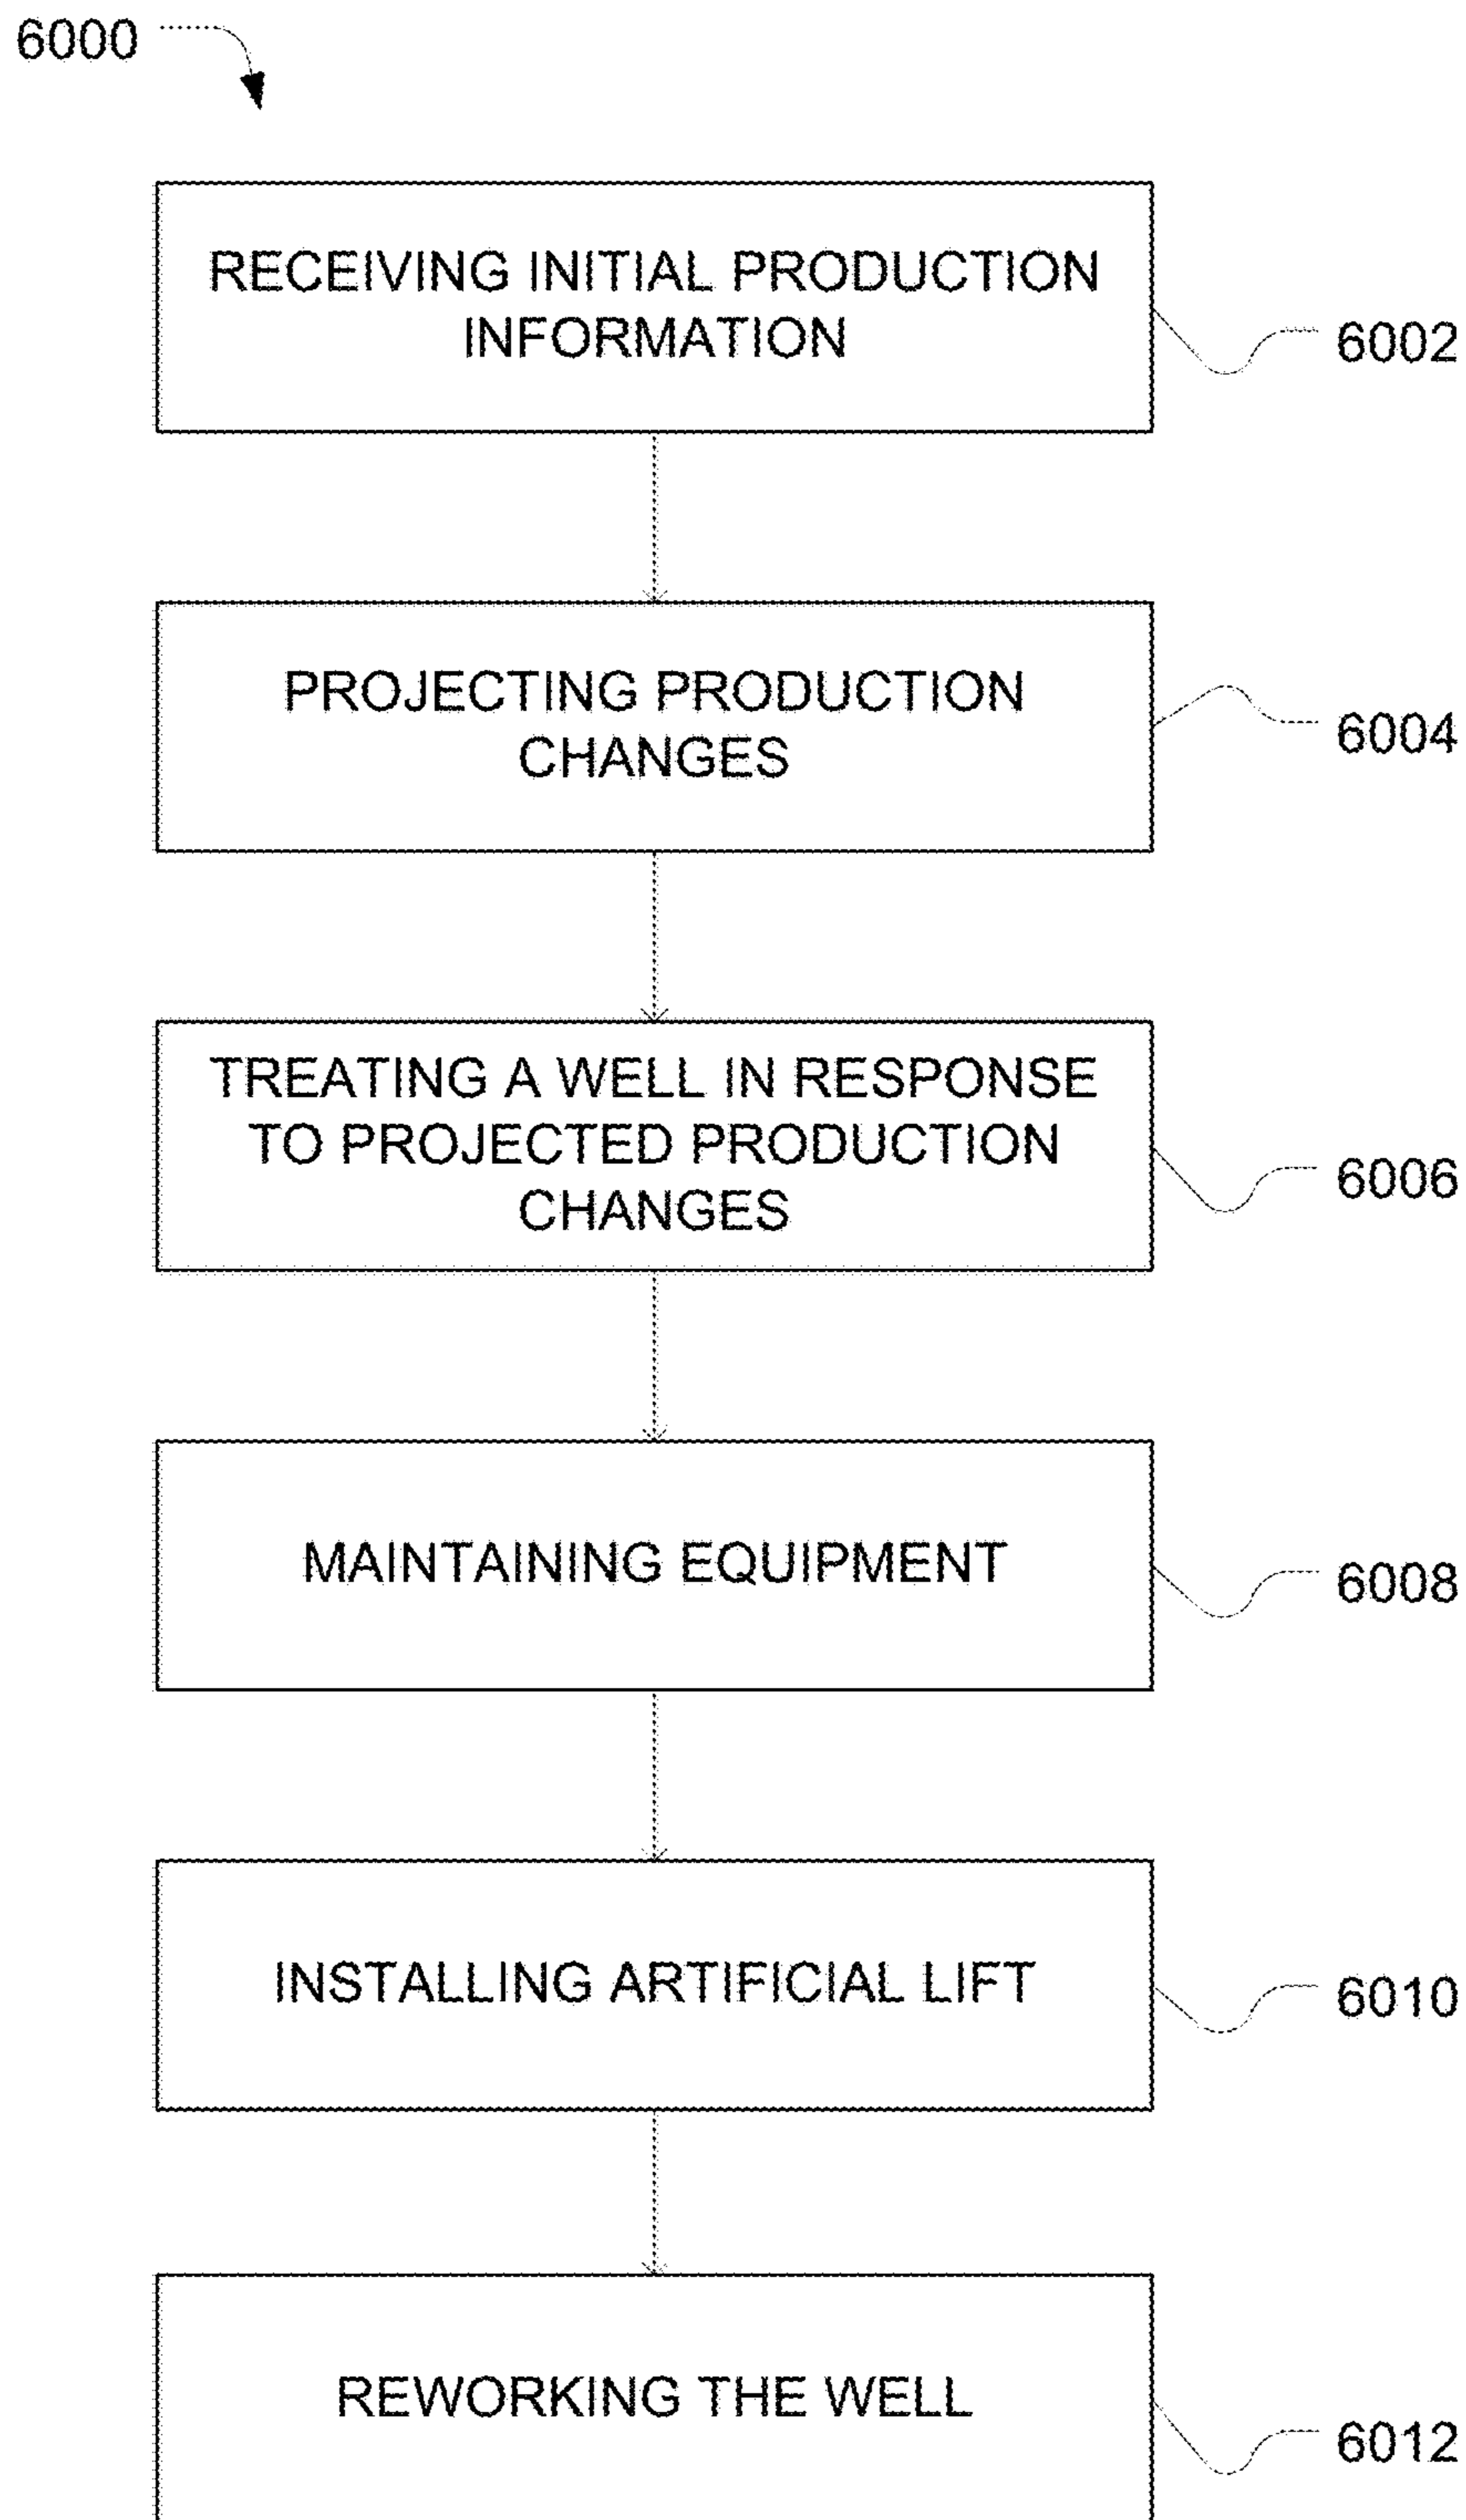 6000
RECEIVING INITIAL PRODUCTION
INFORMATION
6002
PROJECTING PRODUCTION
CHANGES
6004
TREATING A WELL IN RESPONSE
TO PROJECTED PRODUCTION
CHANGES
6006
MAINTAINING EQUIPMENT
6008
INSTALLING ARTIFICIAL LIFT
6010
REWORKING THE WELL
6012